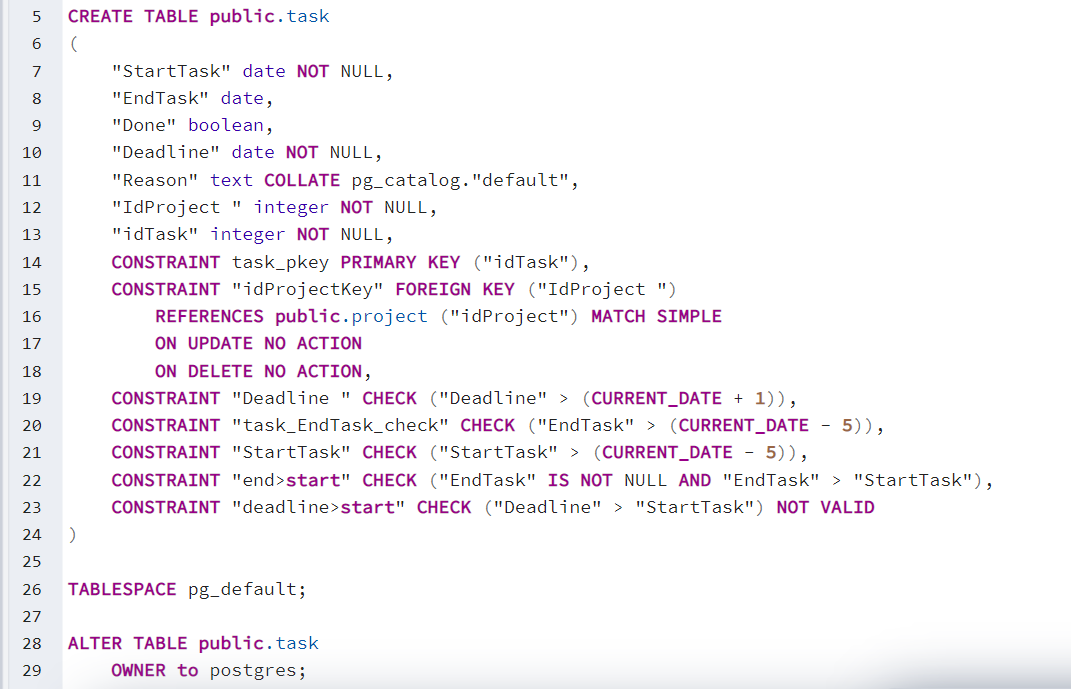 5 CREATE TABLE public.task
6 (
7     "StartTask" date NOT NULL,
8     "EndTask" date,
9     "Done" boolean,
10     "Deadline" date NOT NULL,
11     "Reason" text COLLATE pg_catalog."default",
12     "IdProject " integer NOT NULL,
13     "idTask" integer NOT NULL,
14     CONSTRAINT task_pkey PRIMARY KEY ("idTask"),
15     CONSTRAINT "idProjectKey" FOREIGN KEY ("IdProject ")
16         REFERENCES public.project ("idProject") MATCH SIMPLE
17         ON UPDATE NO ACTION
18         ON DELETE NO ACTION,
19     CONSTRAINT "Deadline " CHECK ("Deadline" > (CURRENT_DATE + 1)),
20     CONSTRAINT "task_EndTask_check" CHECK ("EndTask" > (CURRENT_DATE - 5)),
21     CONSTRAINT "StartTask" CHECK ("StartTask" > (CURRENT_DATE - 5)),
22     CONSTRAINT "end>start" CHECK ("EndTask" IS NOT NULL AND "EndTask" > "StartTask"),
23     CONSTRAINT "deadline>start" CHECK ("Deadline" > "StartTask") NOT VALID
24 )
25
26 TABLESPACE pg_default;
27
28 ALTER TABLE public.task
29     OWNER to postgres;